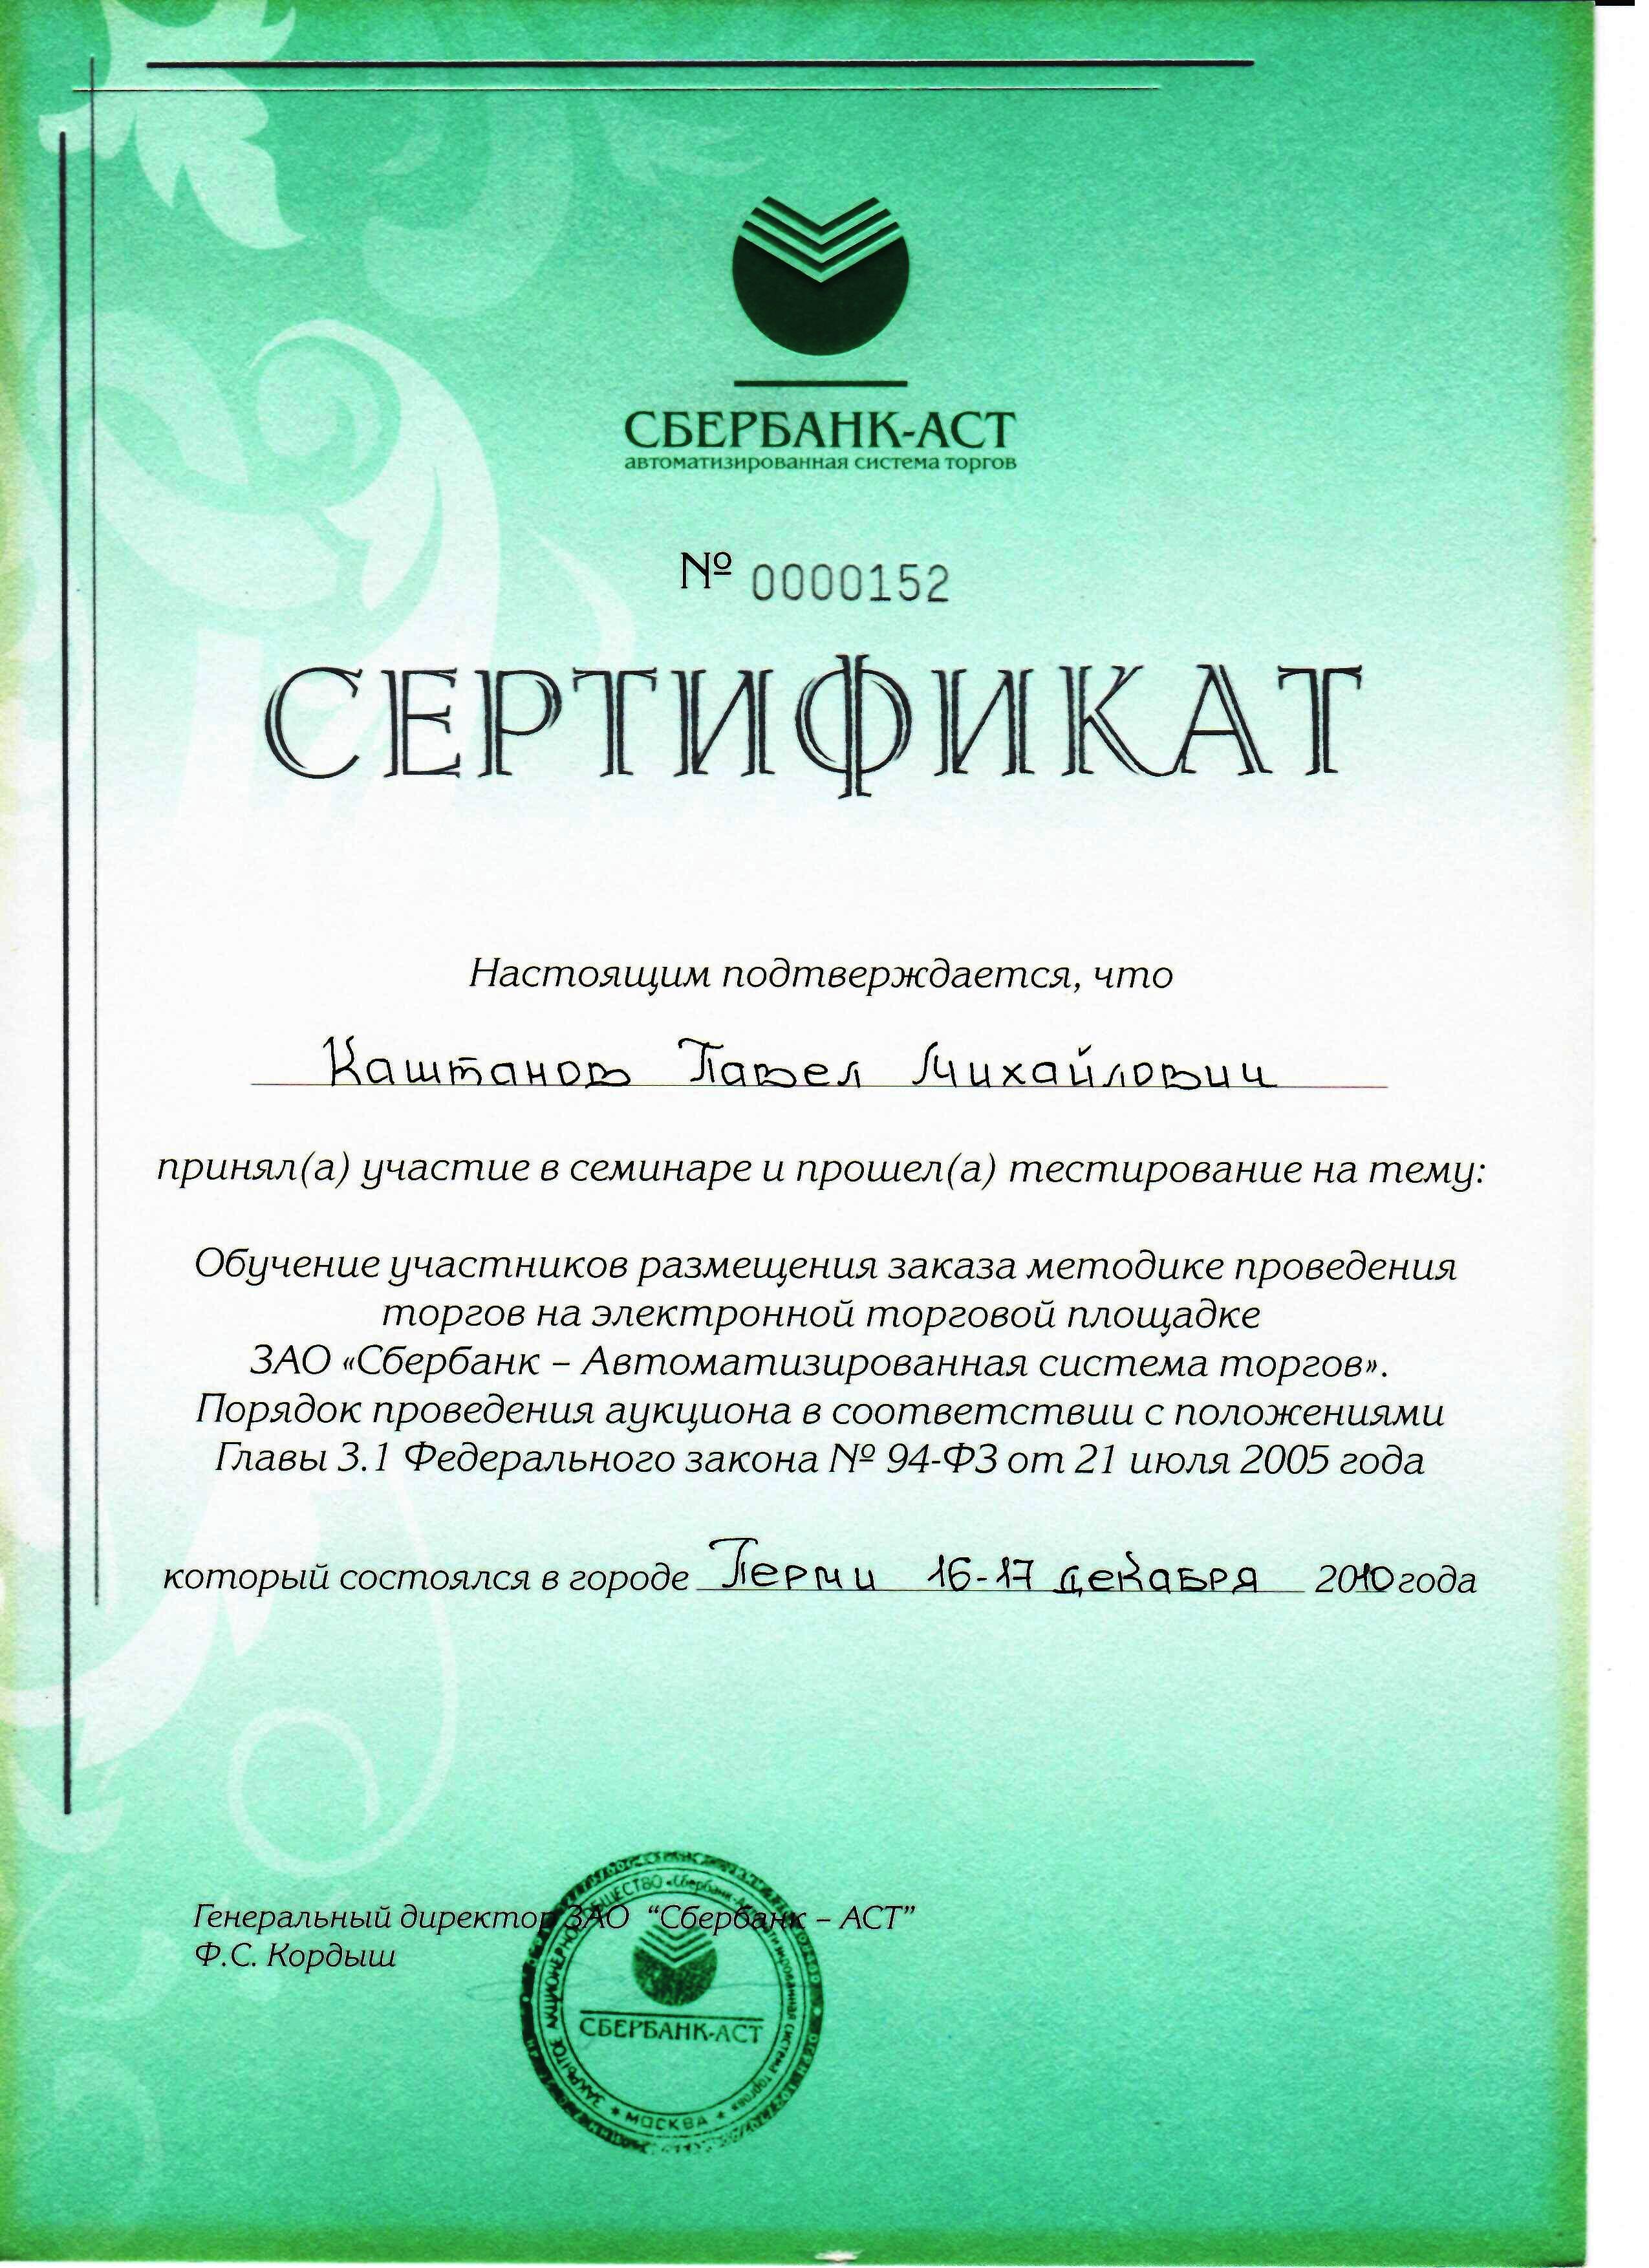 СБЕРБАНК-АСТ
автоматизированная система торгов
№ 0000152
СЕРТИФИКАТ
Настоящим подтверждается, что
Каштанов Павел Михайлович
принял(а) участие в семинаре и прошел(а) тестирование на тему:
Обучение участников размещения заказа методике проведения
торгов на электронной торговой площадке
ЗАО «Сбербанк – Автоматизированная система торгов».
Порядок проведения аукциона в соответствии с положениями
Главы 3.1 Федерального закона № 94-ФЗ от 21 июля 2005 года
который состоялся в городе Перми 16-17 декабря 2010 года
Генеральный директор ЗАО “Сбербанк – АСТ”
Ф.С. Кордыш
ЗАКРЫТОЕ АКЦИОНЕРНОЕ ОБЩЕСТВО «Сбербанк-Автоматизированная система торгов»
СБЕРБАНК-АСТ
* МОСКВА *